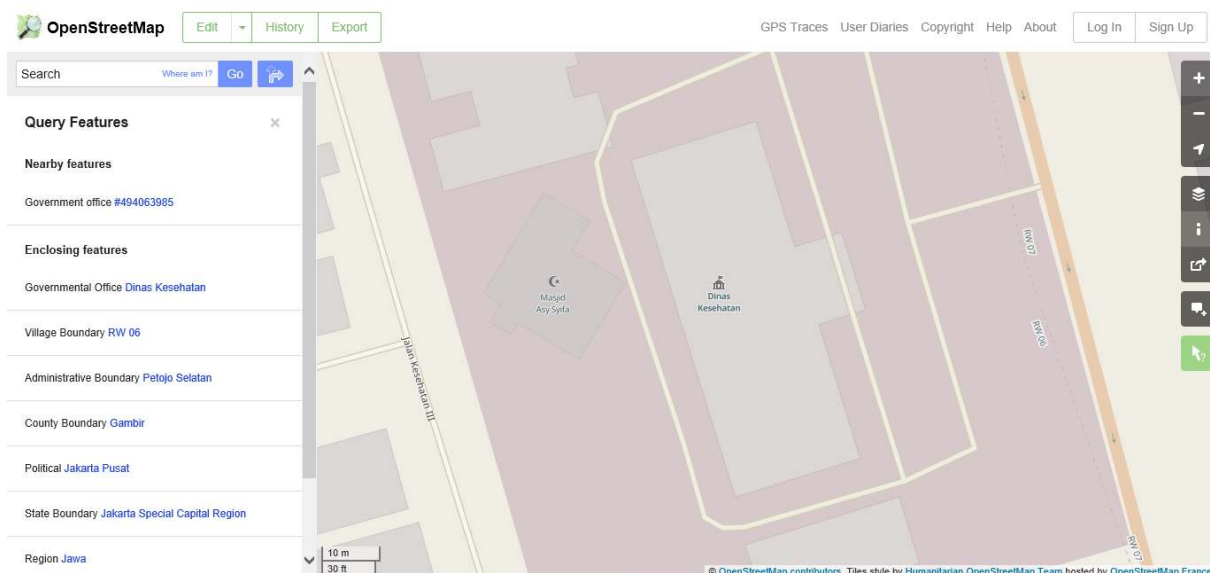 OpenStreetMap
Edit
History
Export
GPS Traces User Diaries Copyright Help About
Log In
Sign Up
Search
Where am I?
Go
Query Features
Nearby features
Government office #494063985
Enclosing features
Governmental Office Dinas Kesehatan
Village Boundary RW 06
Administrative Boundary Petojo Selatan
County Boundary Gambir
Political Jakarta Pusat
State Boundary Jakarta Special Capital Region
Region Jawa
Masjid
Asy Syifa
Dinas
Kesehatan
Jalan Kesehatan III
RW 07
RW 06
RW 07
10 m
30 ft
© OpenStreetMap contributors. Tiles style by Humanitarian OpenStreetMap Team hosted by OpenStreetMap France